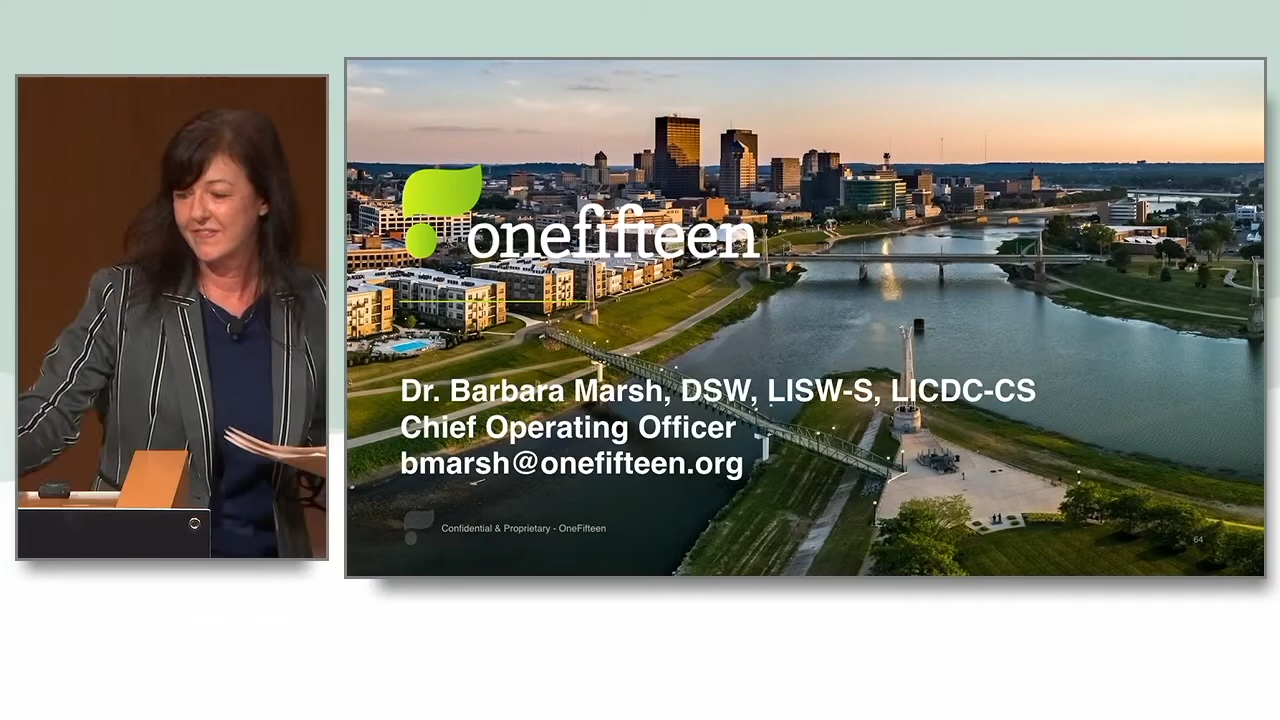 onefifteen
Dr. Barbara Marsh, DSW, LISW-S, LICDC-CS
Chief Operating Officer
bmarsh@onefifteen.org
Confidential & Proprietary - OneFifteen
64